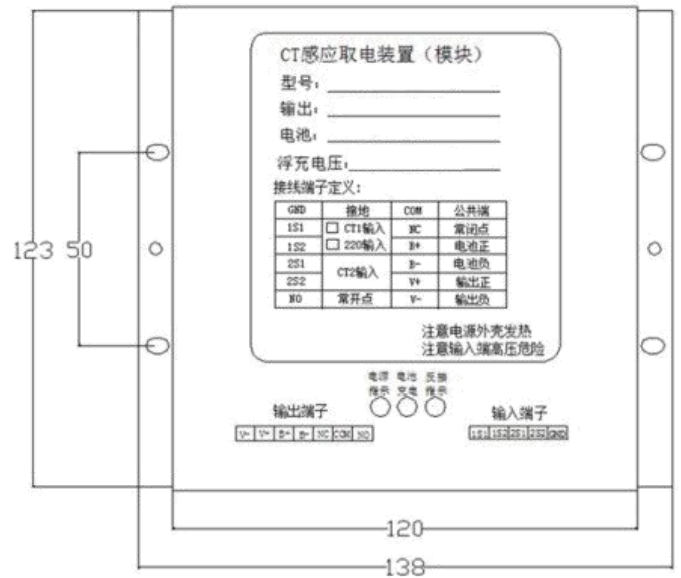 CT感应取电装置（模块）
型号：
输出：
电池：
浮充电压：
接线端子定义：
GND 接地 COM 公共端
1S1 CT1输入 NC 常闭点
1S2 220输入 B+ 电池正
2S1 CT2输入 B- 电池负
2S2 V+ 输出正
NO 常开点 V- 输出负
注意电源外壳发热
注意输入端高压危险
电源 电池 反接
指示 充电 指示
输出端子
V- V+ B+ B- NC COM NO
输入端子
1S1 1S2 2S1 2S2 GND
123
50
120
138